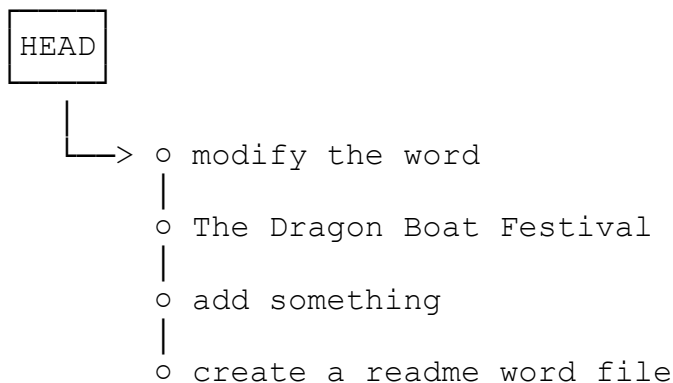 HEAD
modify the word
The Dragon Boat Festival
add something
create a readme word file